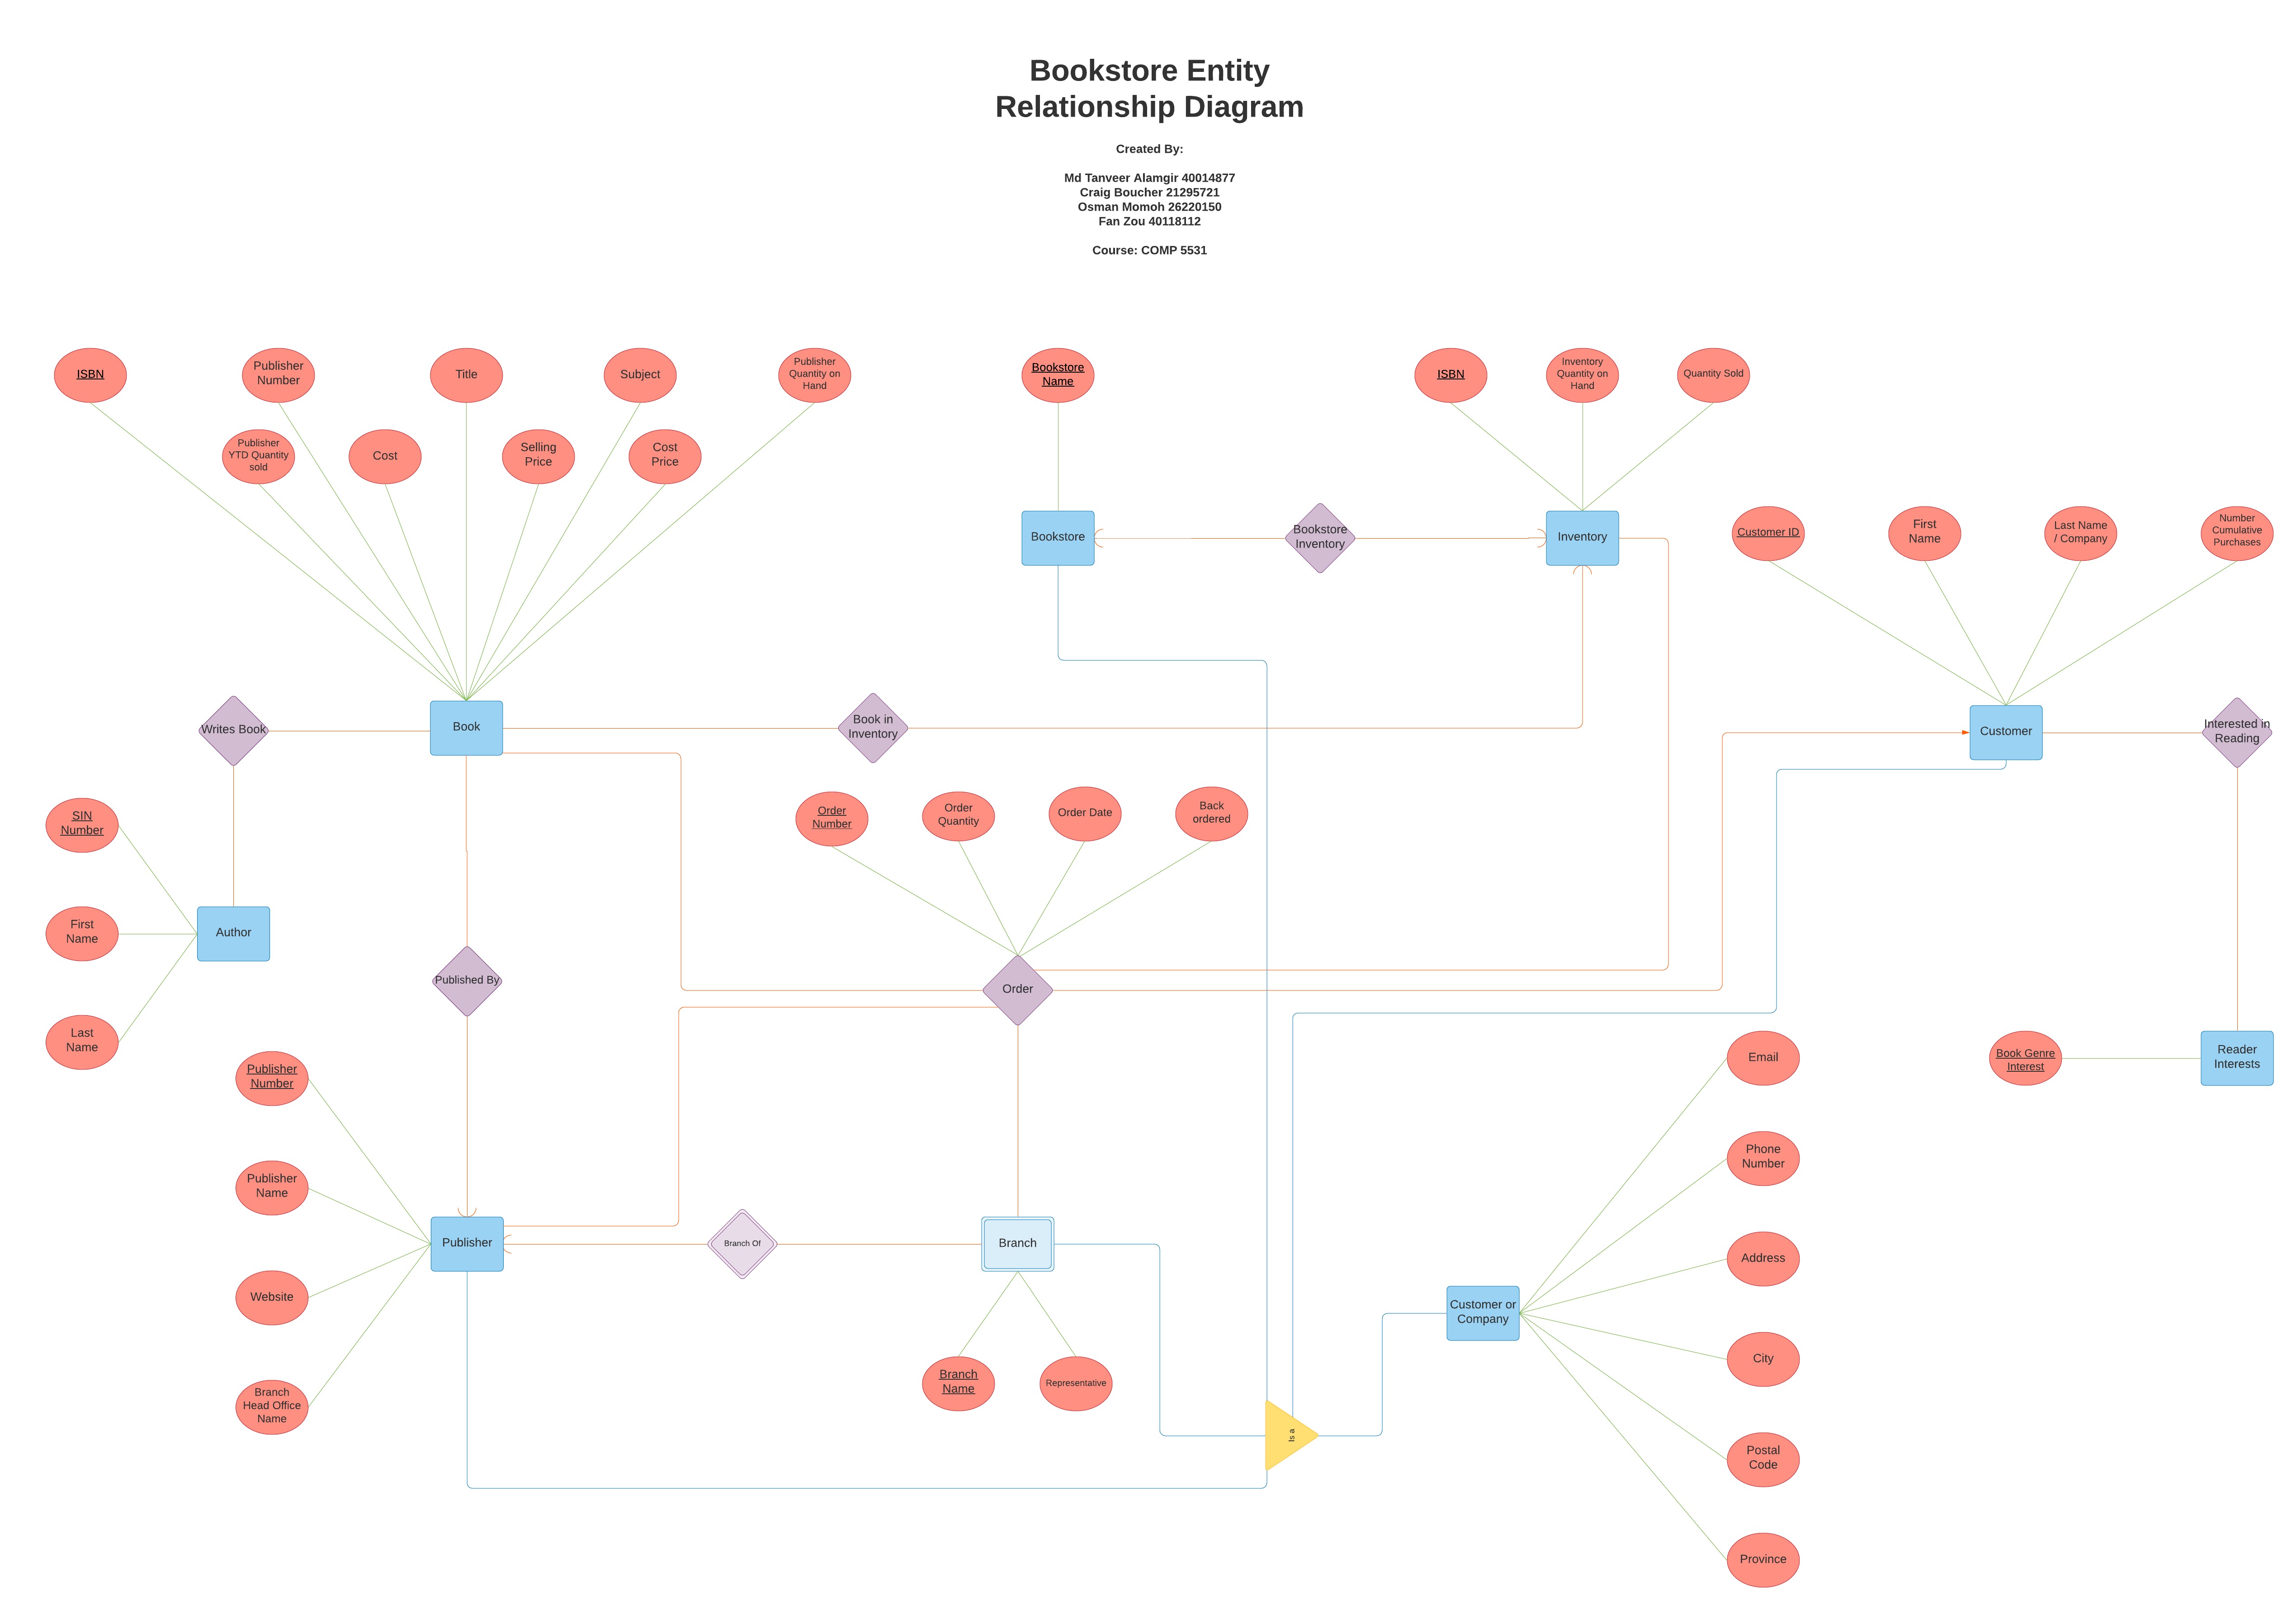 Bookstore Entity
Relationship Diagram
Created By:
Md Tanveer Alamgir 40014877
Craig Boucher 21295721
Osman Momoh 26220150
Fan Zou 40118112
Course: COMP 5531
ISBN
Publisher
Number
Title
Subject
Publisher
Quantity on
Hand
Bookstore
Name
ISBN
Inventory
Quantity on
Hand
Quantity Sold
Publisher
YTD Quantity
sold
Cost
Selling
Price
Cost
Price
Bookstore
Bookstore
Inventory
Inventory
Customer ID
First
Name
Last Name
/ Company
Number
Cumulative
Purchases
Writes Book
Book
Book in
Inventory
Customer
Interested in
Reading
SIN
Number
Order
Number
Order
Quantity
Order Date
Back
ordered
First
Name
Author
Published By
Order
Last
Name
Publisher
Number
Email
Book Genre
Interest
Reader
Interests
Publisher
Name
Phone
Number
Publisher
Branch Of
Branch
Address
Website
Customer or
Company
City
Branch
Head Office
Name
Branch
Name
Representative
Is a
Postal
Code
Province